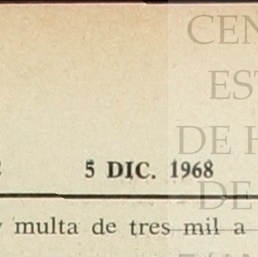 CEN
EST
DE H
5 DIC. 1968
DE
y multa de tres mil a